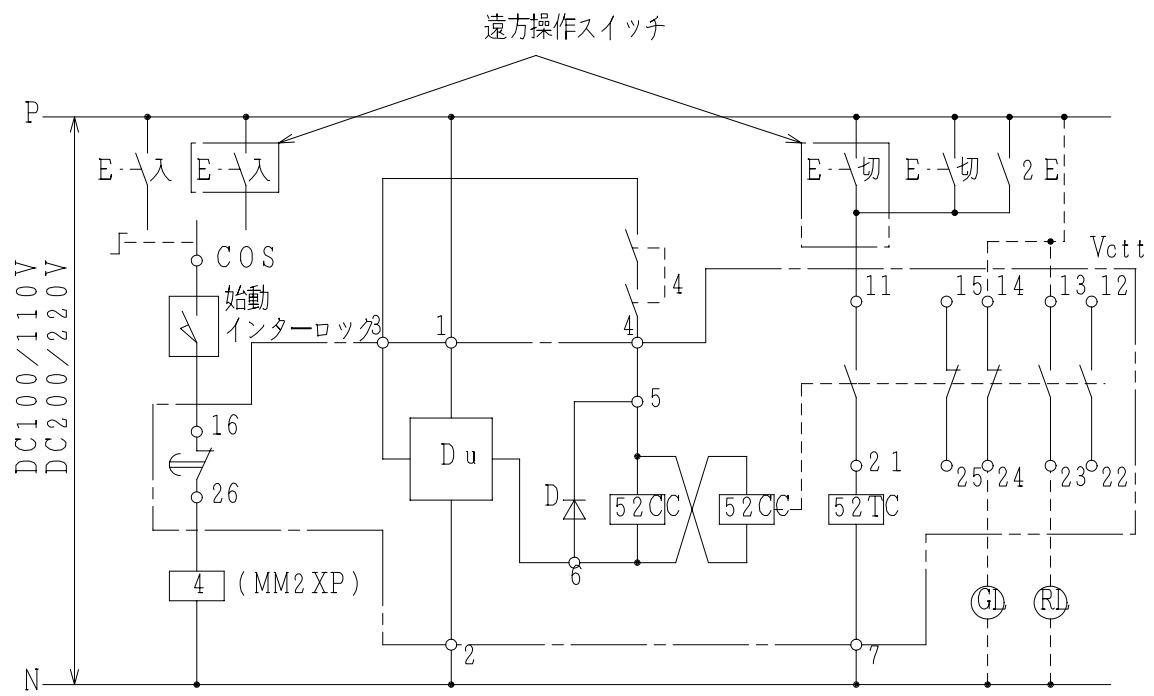 遠方操作スイッチ
P
E 入
E 入
E 切
E 切
2E
COS
Vctt
DC100/110V
DC200/220V
始動
インターロック
3
1
4
4
11
15
14
13
12
16
5
Du
26
D
52CC
52CC
21
25
24
23
22
52TC
6
4
(MM2XP)
GL
RL
2
7
N